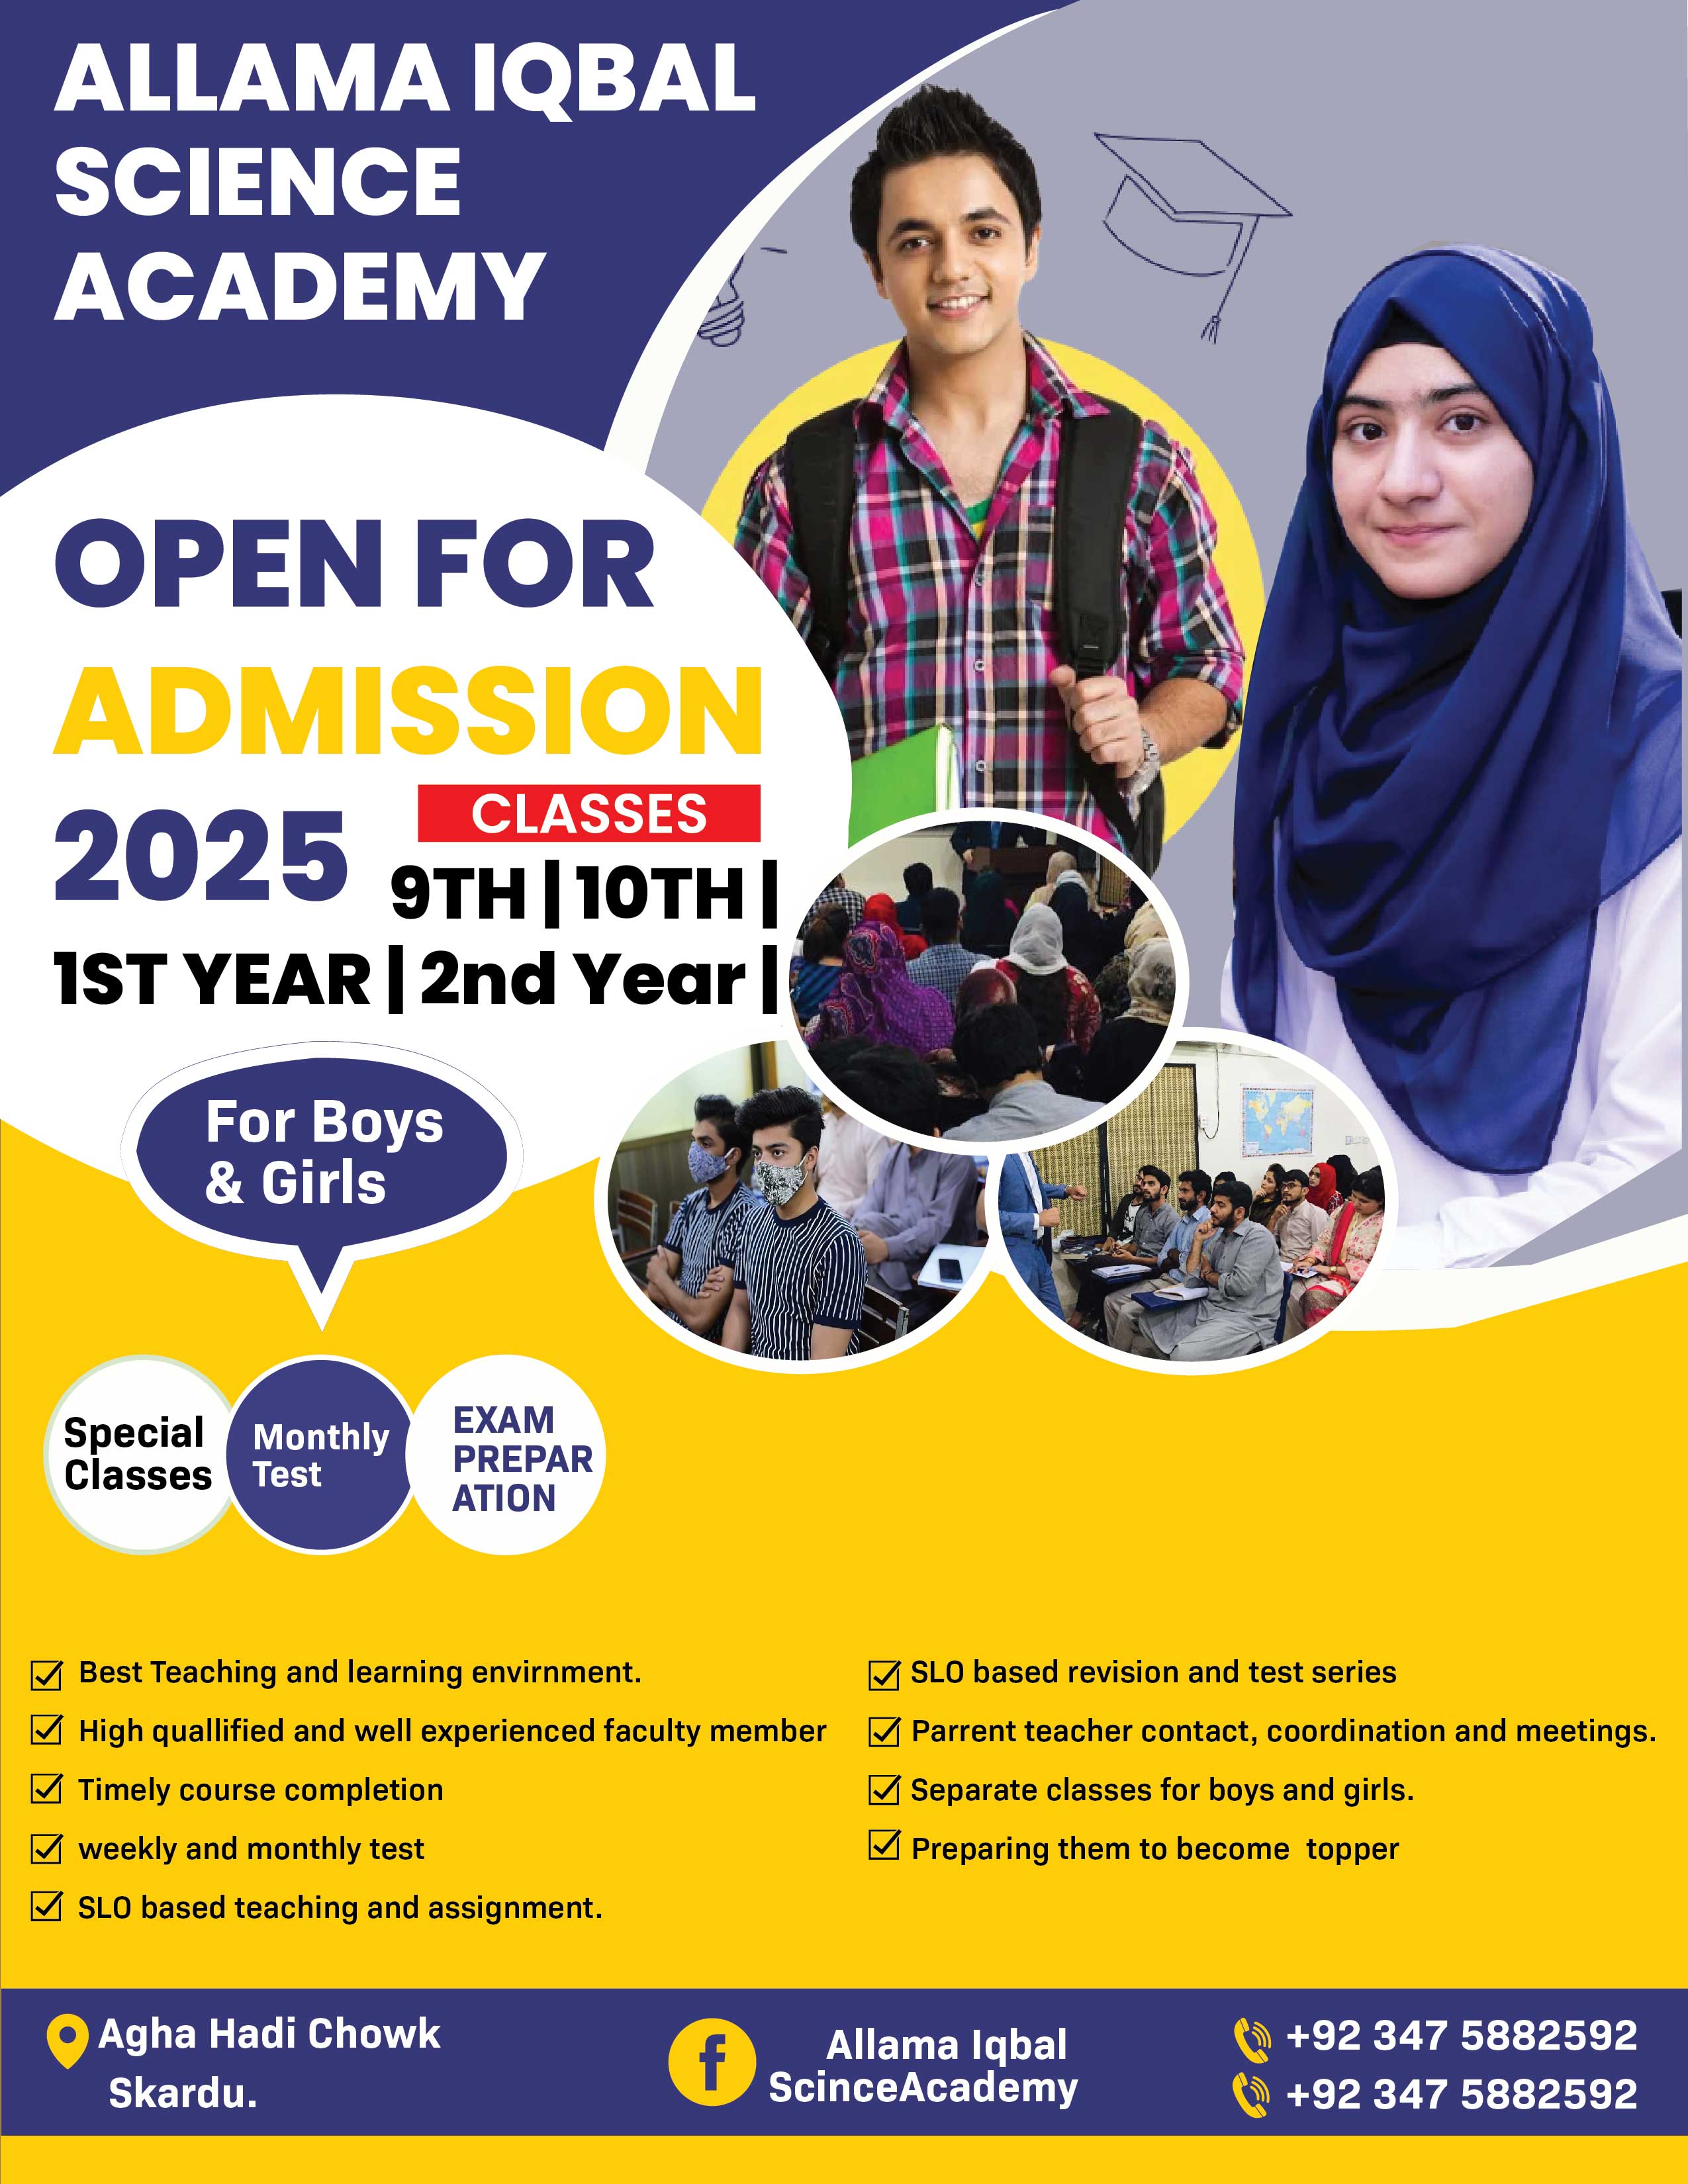 ALLAMA IQBAL
SCIENCE
ACADEMY
OPEN FOR
ADMISSION
2025
CLASSES
9TH | 10TH |
1ST YEAR | 2nd Year |
For Boys
& Girls
Special
Classes
Monthly
Test
EXAM
PREPAR
ATION
Best Teaching and learning envirnment.
High quallified and well experienced faculty member
Timely course completion
weekly and monthly test
SLO based teaching and assignment.
SLO based revision and test series
Parrent teacher contact, coordination and meetings.
Separate classes for boys and girls.
Preparing them to become topper
Agha Hadi Chowk
Skardu.
f
Allama Iqbal
ScinceAcademy
+92 347 5882592
+92 347 5882592